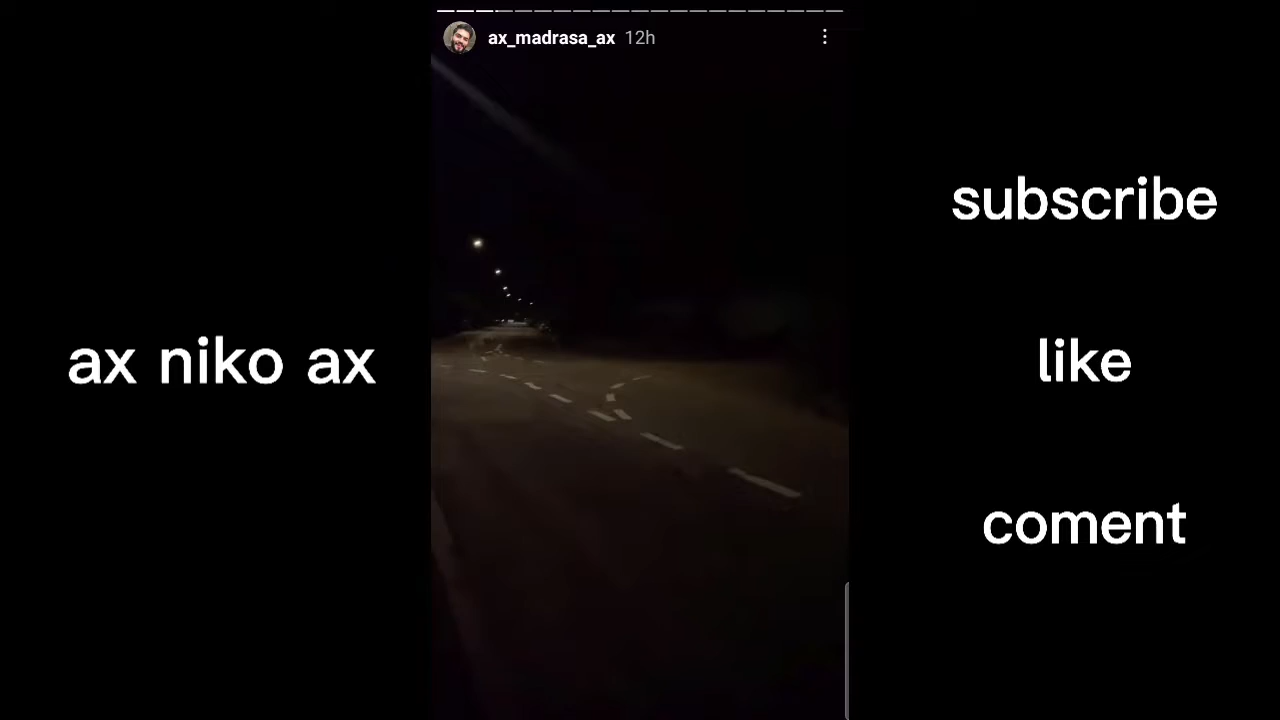 ax_madrasa_ax 12h
ax niko ax
subscribe
like
coment